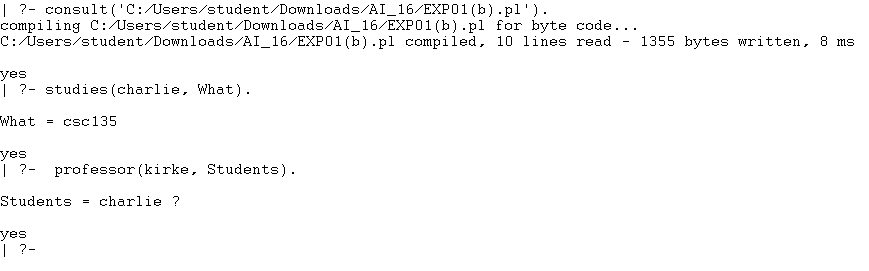 | ?- consult('C:/Users/student/Downloads/AI_16/EXP01(b).pl').
compiling C:/Users/student/Downloads/AI_16/EXP01(b).pl for byte code...
C:/Users/student/Downloads/AI_16/EXP01(b).pl compiled, 10 lines read - 1355 bytes written, 8 ms
yes
| ?- studies(charlie, What).
What = csc135
yes
| ?-  professor(kirke, Students).
Students = charlie ?
yes
| ?-